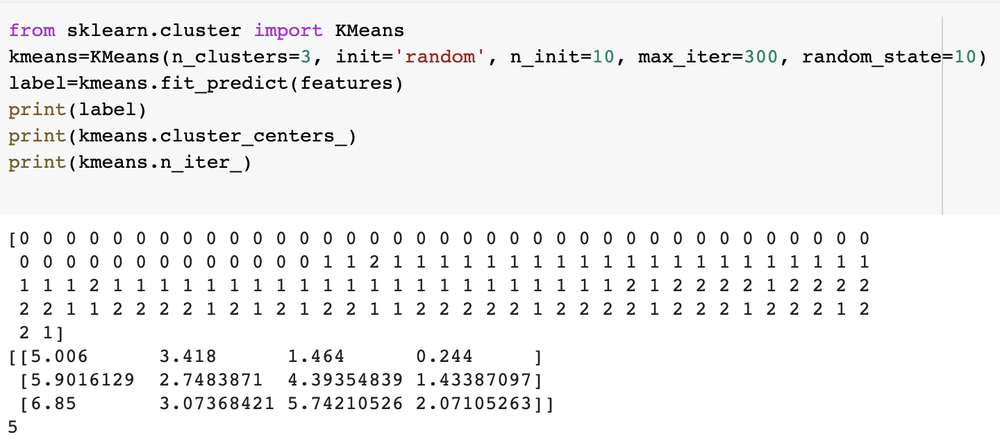 from sklearn.cluster import KMeans
kmeans=KMeans(n_clusters=3, init='random', n_init=10, max_iter=300, random_state=10)
label=kmeans.fit_predict(features)
print(label)
print(kmeans.cluster_centers_)
print(kmeans.n_iter_)
[0 0 0 0 0 0 0 0 0 0 0 0 0 0 0 0 0 0 0 0 0 0 0 0 0 0 0 0 0 0 0 0 0 0 0 0 0
 0 0 0 0 0 0 0 0 0 0 0 0 0 1 1 2 1 1 1 1 1 1 1 1 1 1 1 1 1 1 1 1 1 1 1 1 1
 1 1 1 2 1 1 1 1 1 1 1 1 1 1 1 1 1 1 1 1 1 1 1 1 1 1 2 1 2 2 2 2 1 2 2 2 2
 2 2 1 1 2 2 2 2 1 2 1 2 1 2 2 1 1 2 2 2 2 2 1 2 2 2 2 1 2 2 2 1 2 2 2 1 2
 2 1]
[[5.006      3.418      1.464      0.244     ]
 [5.9016129  2.7483871  4.39354839 1.43387097]
 [6.85       3.07368421 5.74210526 2.07105263]]
5